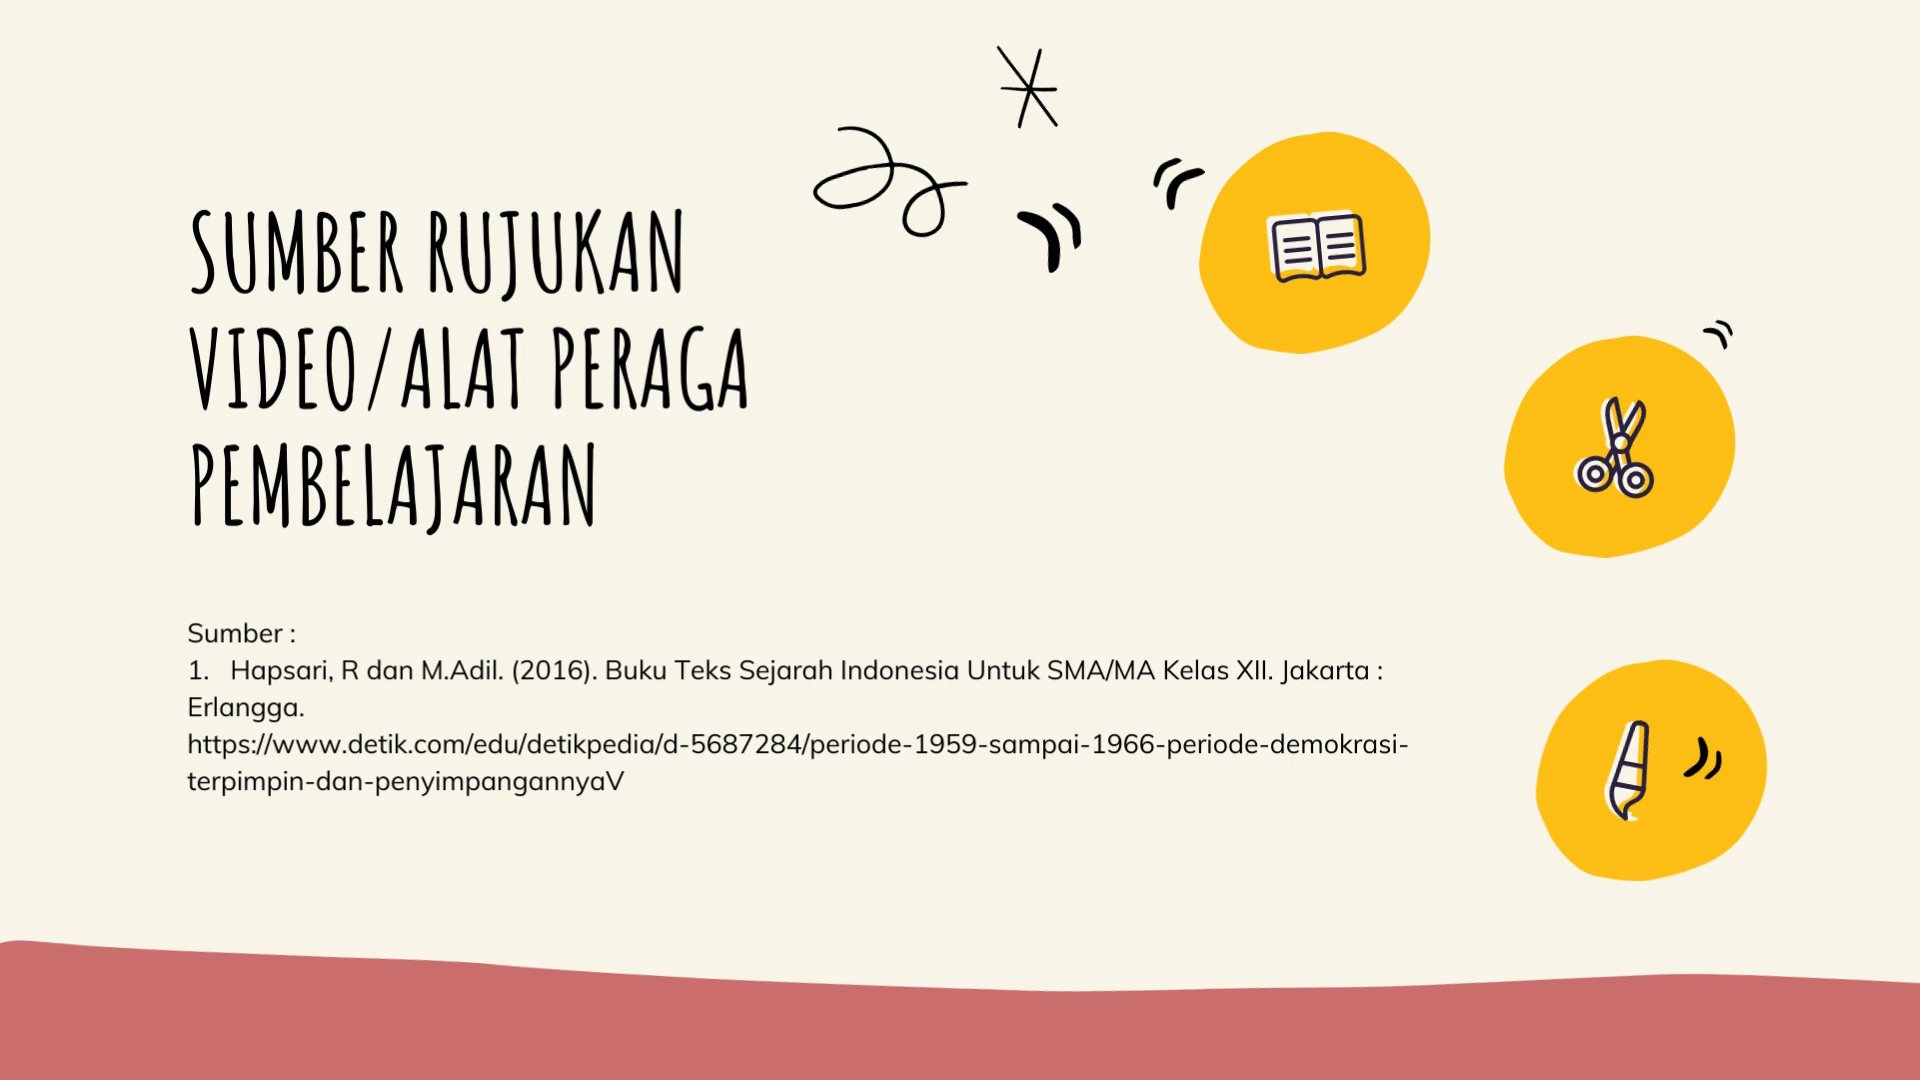 SUMBER RUJUKAN
VIDEO/ALAT PERAGA
PEMBELAJARAN
Sumber :
1. Hapsari, R dan M.Adil. (2016). Buku Teks Sejarah Indonesia Untuk SMA/MA Kelas XII. Jakarta :
Erlangga.
https://www.detik.com/edu/detikpedia/d-5687284/periode-1959-sampai-1966-periode-demokrasi-
terpimpin-dan-penyimpangannyaV